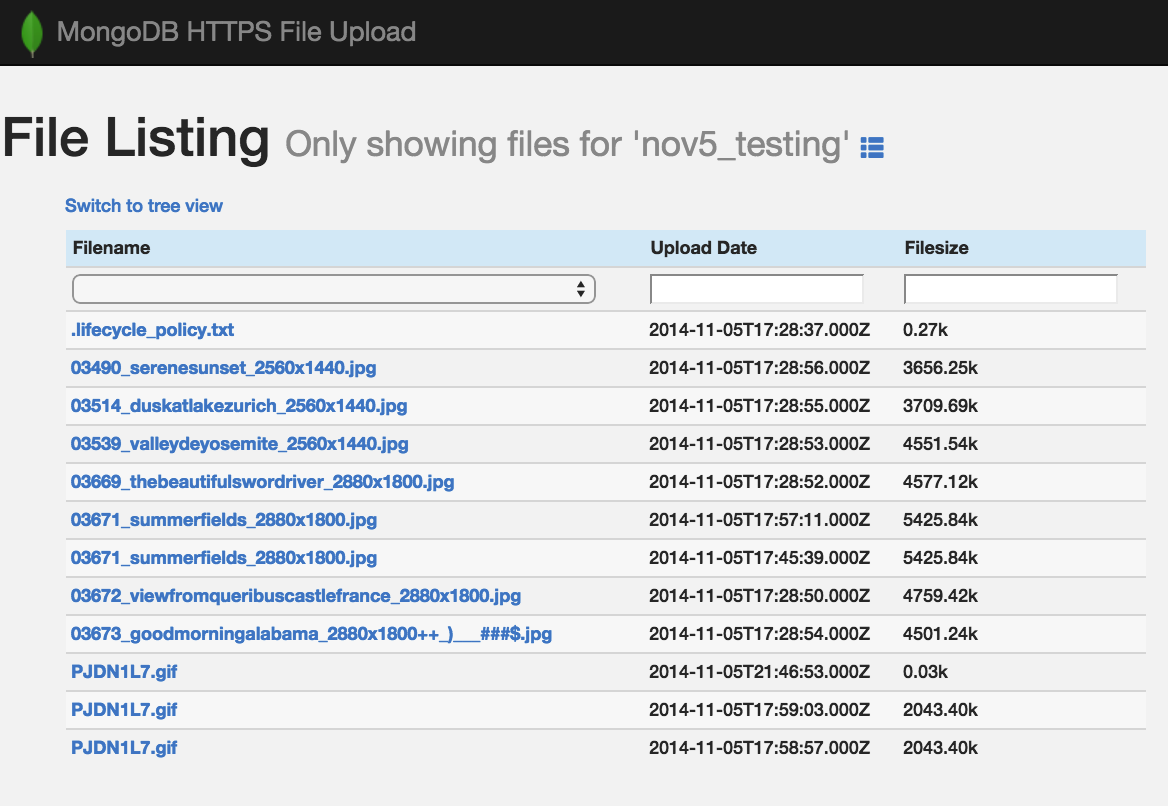 MongoDB HTTPS File Upload
File Listing Only showing files for 'nov5_testing'
Switch to tree view
Filename Upload Date Filesize
.lifecycle_policy.txt 2014-11-05T17:28:37.000Z 0.27k
03490_serenesunset_2560x1440.jpg 2014-11-05T17:28:56.000Z 3656.25k
03514_duskatlakezurich_2560x1440.jpg 2014-11-05T17:28:55.000Z 3709.69k
03539_valleydeyosemite_2560x1440.jpg 2014-11-05T17:28:53.000Z 4551.54k
03669_thebeautifulswordriver_2880x1800.jpg 2014-11-05T17:28:52.000Z 4577.12k
03671_summerfields_2880x1800.jpg 2014-11-05T17:57:11.000Z 5425.84k
03671_summerfields_2880x1800.jpg 2014-11-05T17:45:39.000Z 5425.84k
03672_viewfromqueribuscastlefrance_2880x1800.jpg 2014-11-05T17:28:50.000Z 4759.42k
03673_goodmorningalabama_2880x1800++_)___###$.jpg 2014-11-05T17:28:54.000Z 4501.24k
PJDN1L7.gif 2014-11-05T21:46:53.000Z 0.03k
PJDN1L7.gif 2014-11-05T17:59:03.000Z 2043.40k
PJDN1L7.gif 2014-11-05T17:58:57.000Z 2043.40k